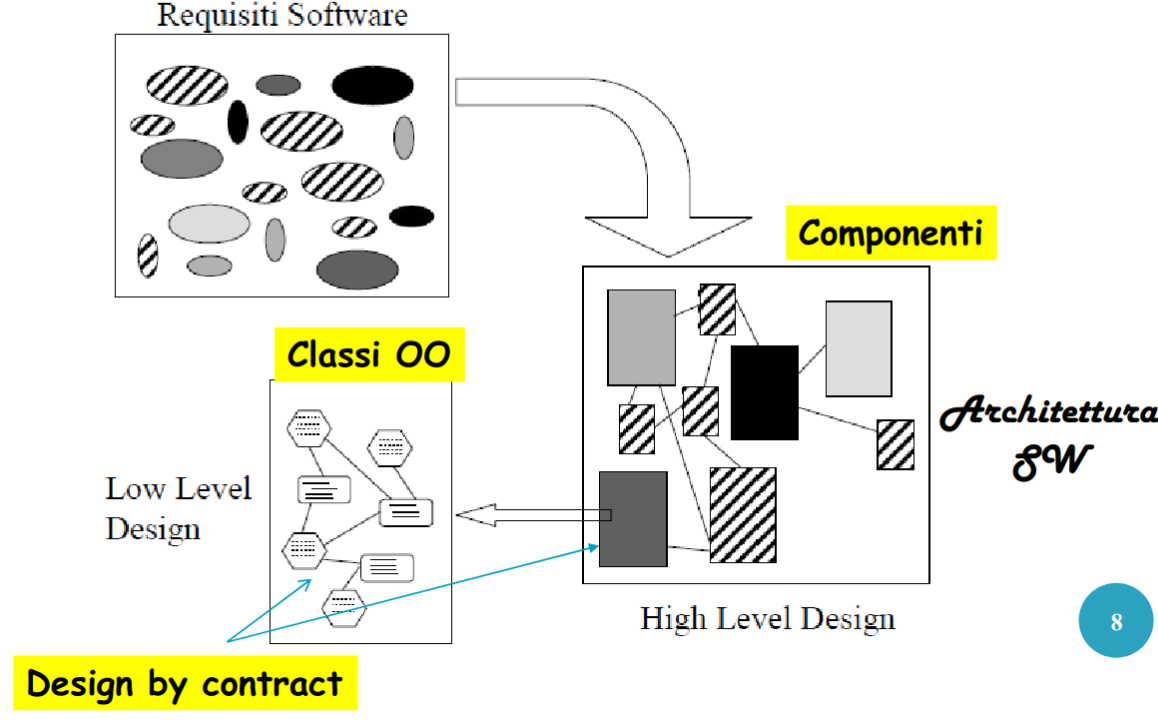 Requisiti Software
Componenti
Classi OO
Architettura
SW
Low Level
Design
High Level Design
8
Design by contract